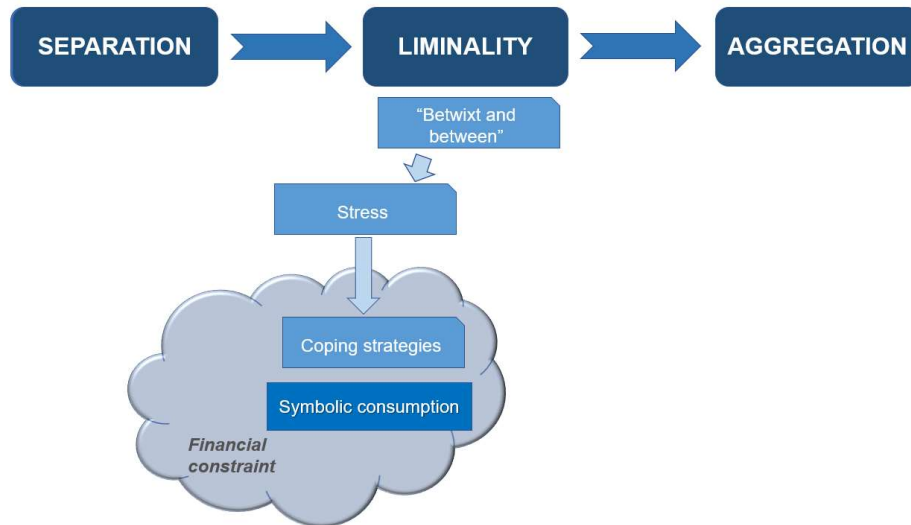 SEPARATION
LIMINALITY
AGGREGATION
“Betwixt and
between”
Stress
Coping strategies
Symbolic consumption
Financial
constraint